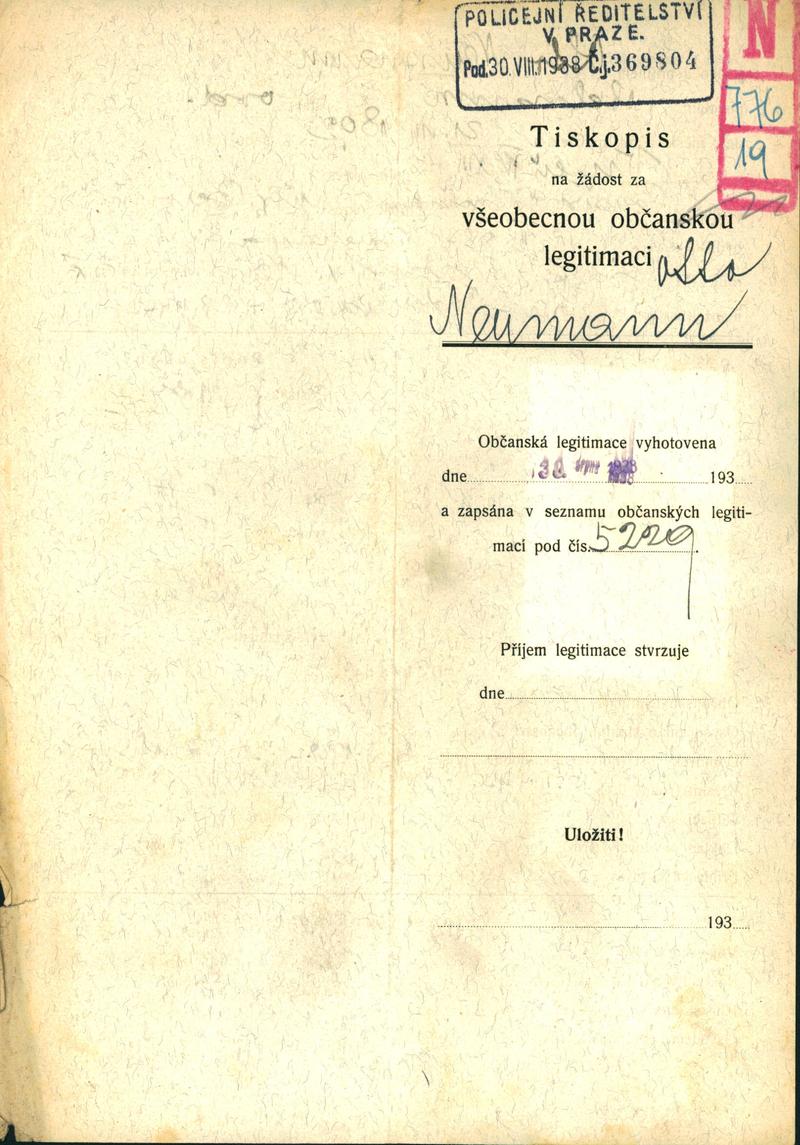 POLICEJNÍ ŘEDITELSTVÍ
V PRAZE.
Pod. 30. VIII. 1938 Č.j. 369804
N
776
19
Tiskopis
na žádost za
všeobecnou občanskou
legitimaci Otto
Neumann
Občanská legitimace vyhotovena
dne 30. srpna 1938 193
a zapsána v seznamu občanských legiti-
mací pod čís. 5229.
Příjem legitimace stvrzuje
dne
Uložiti!
193